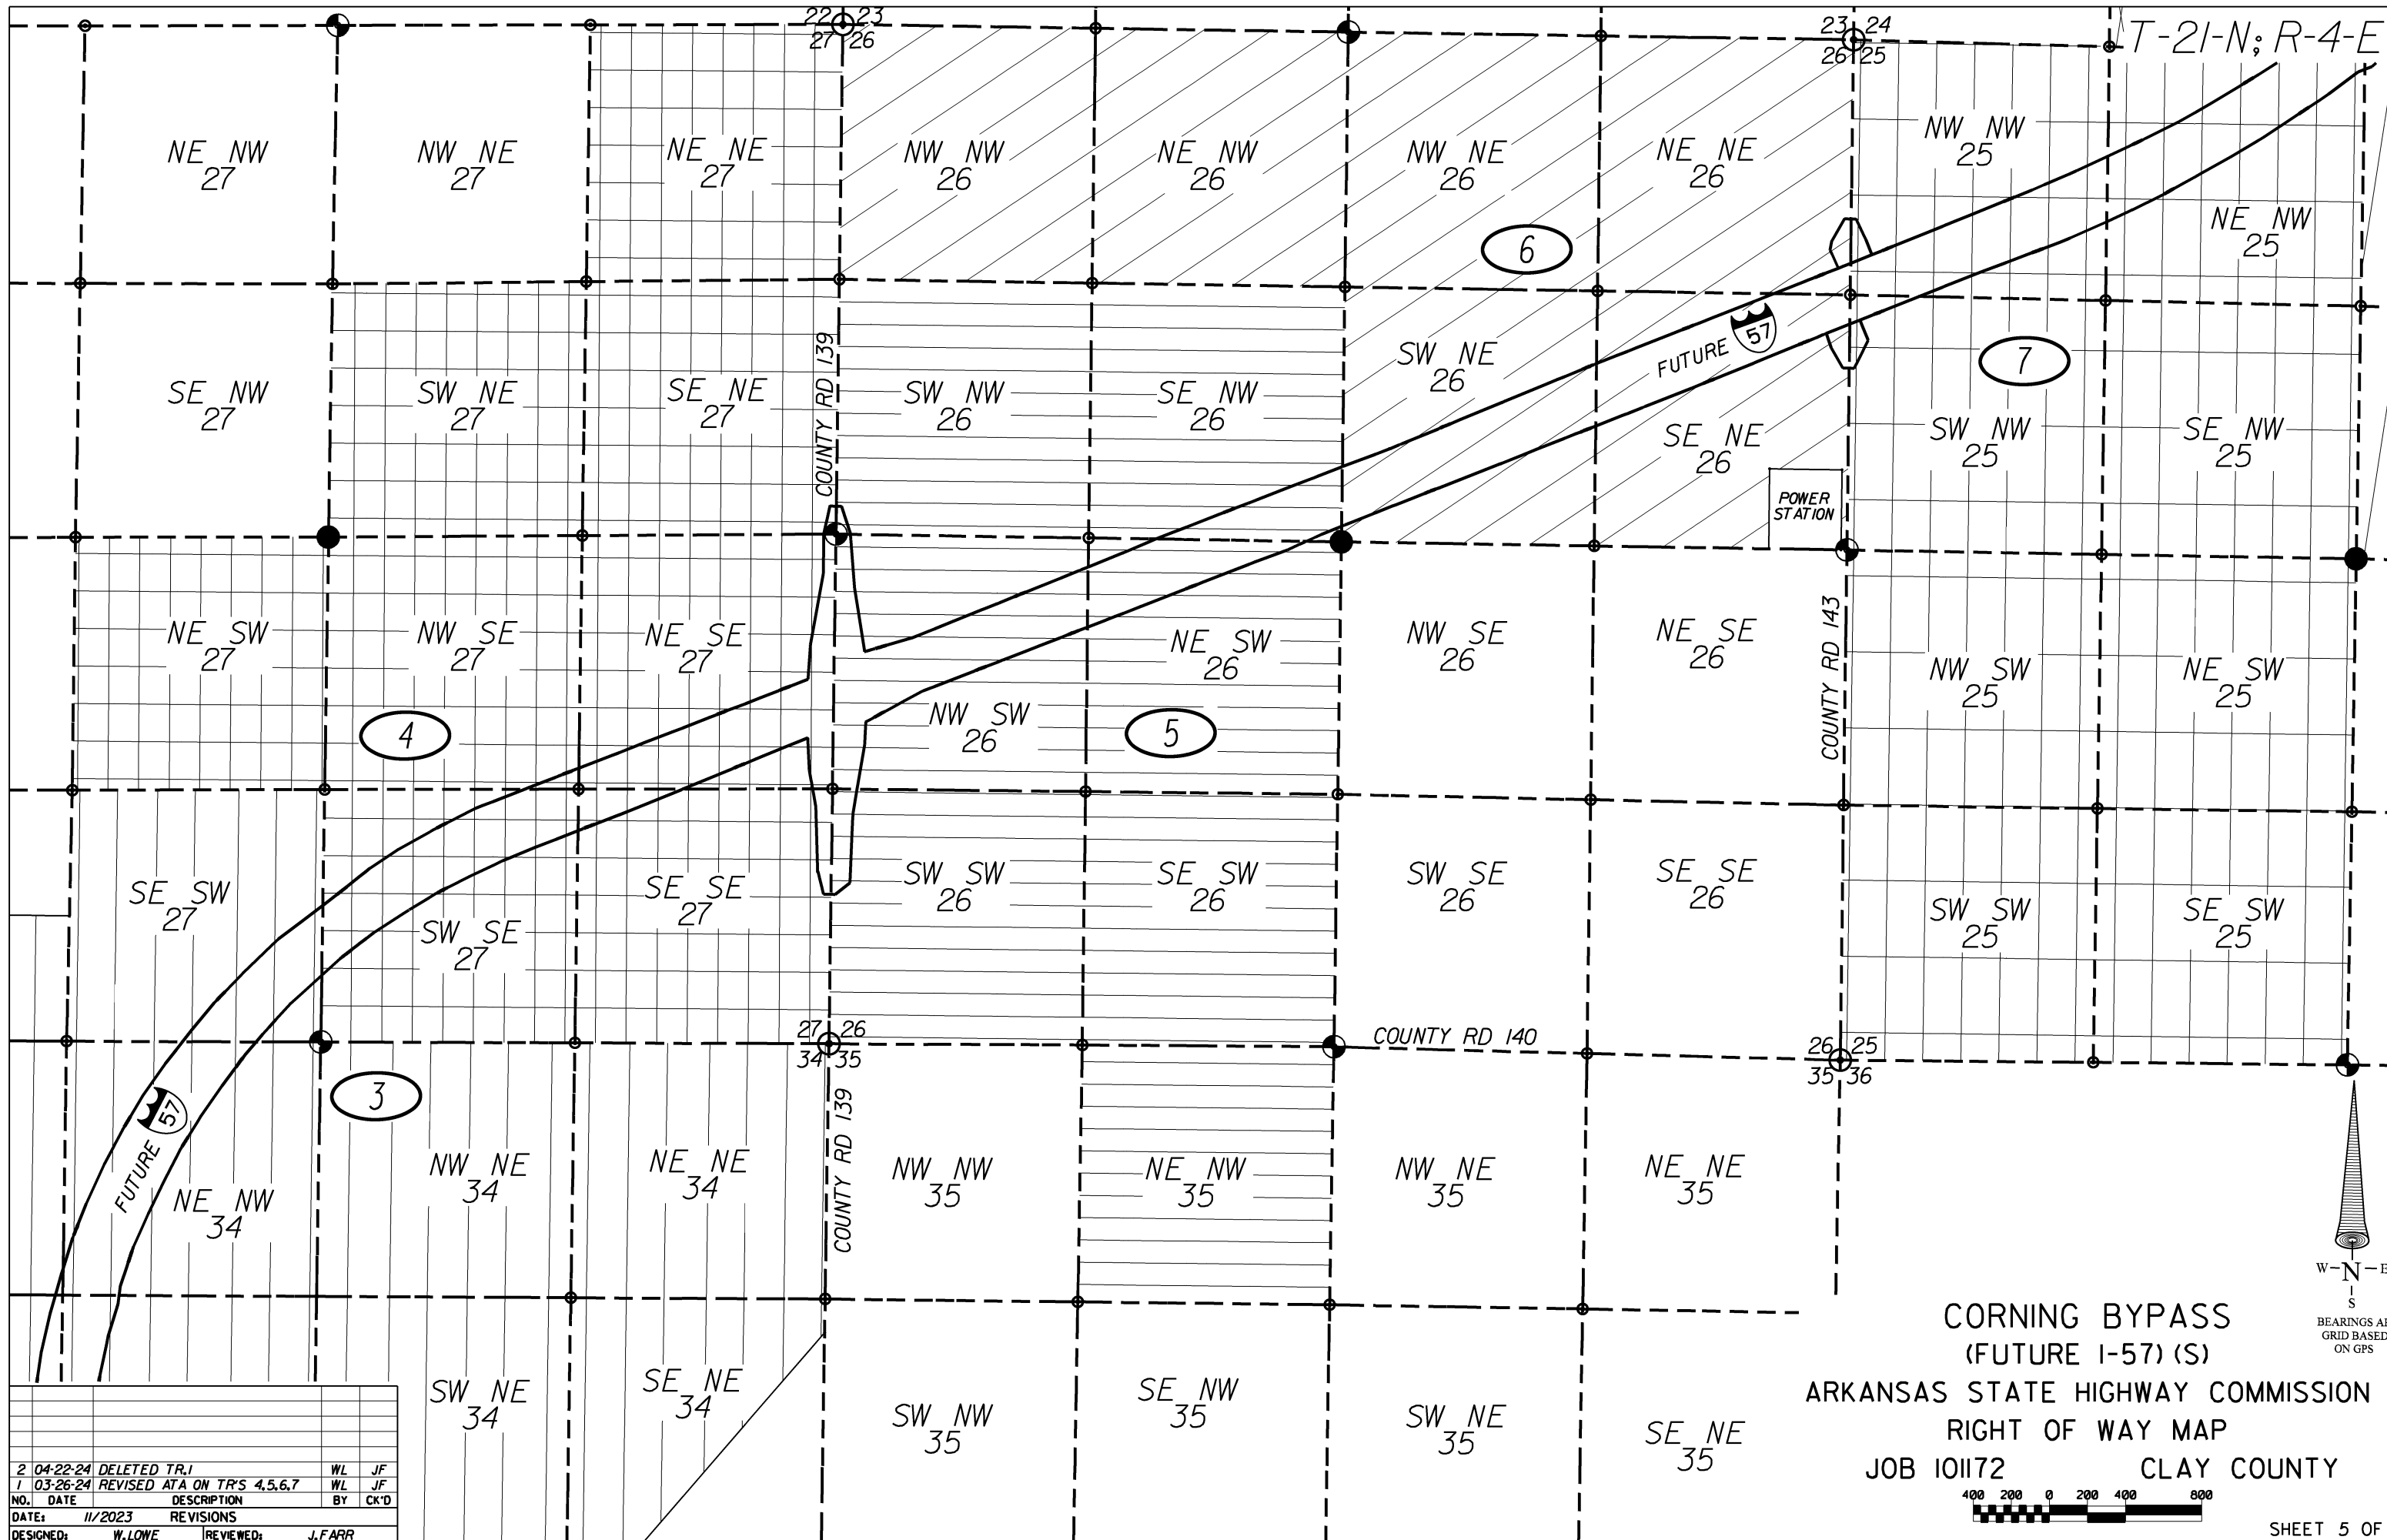 T-21-N; R-4-E
22 23
27 26
23 24
26 25
NE NW
27
NW NE
27
NE NE
27
NW NW
26
NE NW
26
NW NE
26
NE NE
26
NW NW
25
NE NW
25
6
SE NW
27
SW NE
27
SE NE
27
COUNTY RD 139
SW NW
26
SE NW
26
SW NE
26
FUTURE 57
SE NE
26
7
SW NW
25
SE NW
25
POWER
STATION
NE SW
27
NW SE
27
NE SE
27
NE SW
26
NW SW
26
NW SE
26
NE SE
26
COUNTY RD 143
NW SW
25
NE SW
25
4
5
SE SW
27
SW SE
27
SE SE
27
SW SW
26
SE SW
26
SW SE
26
SE SE
26
SW SW
25
SE SW
25
27 26
34 35
COUNTY RD 140
26 25
35 36
3
FUTURE 57
NE NW
34
NW NE
34
NE NE
34
COUNTY RD 139
NW NW
35
NE NW
35
NW NE
35
NE NE
35
SW NE
34
SE NE
34
SW NW
35
SE NW
35
SW NE
35
SE NE
35
W N E
S
BEARINGS
GRID BASED
ON GPS
CORNING BYPASS
(FUTURE I-57) (S)
ARKANSAS STATE HIGHWAY COMMISSION
RIGHT OF WAY MAP
JOB 101172 CLAY COUNTY
400 200 0 200 400 800
SHEET 5 OF
2 04-22-24 DELETED TR.1 WL JF
1 03-26-24 REVISED ATA ON TR'S 4,5,6,7 WL JF
NO. DATE DESCRIPTION BY CK'D
DATE: 11/2023 REVISIONS
DESIGNED: W.LOWE REVIEWED: J.FARR